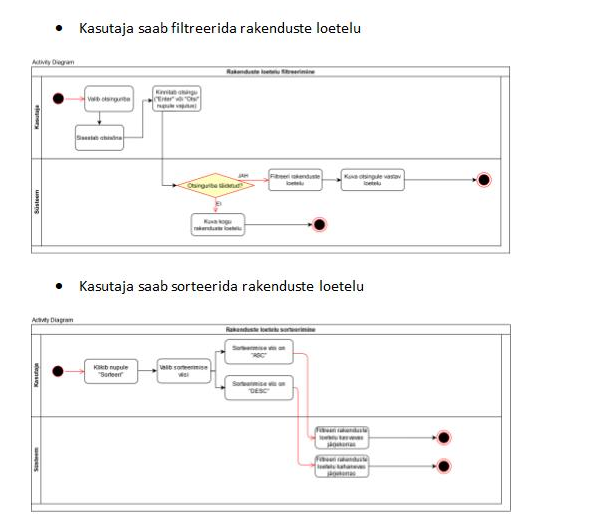 • Kasutaja saab filtreerida rakenduste loetelu
Activity Diagram
Rakenduste loetelu filtreerimine
Kasutaja
Valib otsinguriba
Sisestab otsisõna
Kinnitab otsingu
("Enter" või "Otsi"
nupule vajutus)
Süsteem
Otsinguriba täidetud?
JAH
Filtreeri rakenduste
loetelu
Kuva otsingule vastav
loetelu
EI
Kuva kogu
rakenduste loetelu
• Kasutaja saab sorteerida rakenduste loetelu
Activity Diagram
Rakenduste loetelu sorteerimine
Kasutaja
Klikib nupule
"Sorteeri"
Valib sorteerimise
viisi
Sorteerimise viis on
"ASC"
Sorteerimise viis on
"DESC"
Süsteem
Filtreeri rakenduste
loetelu kasvavas
järjekorras
Filtreeri rakenduste
loetelu kahanevas
järjekorras